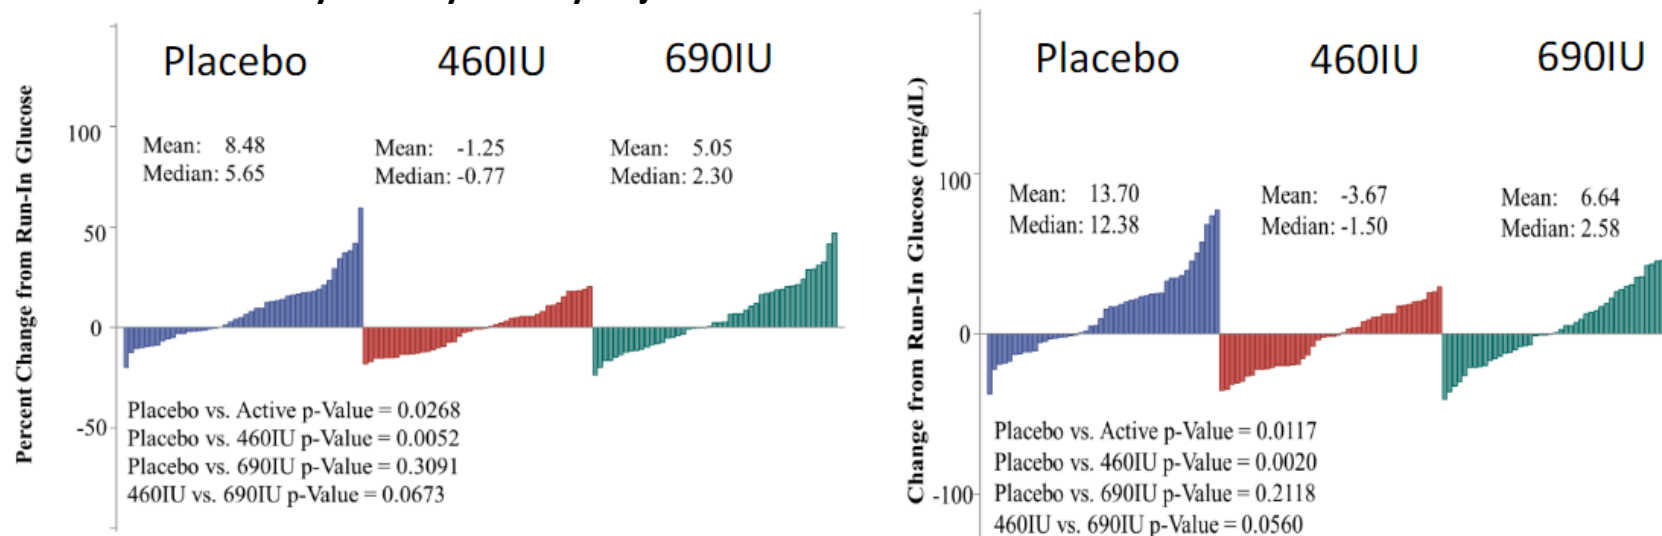 Placebo 460IU 690IU
Percent Change from Run-In Glucose
100
50
0
-50
Mean: 8.48
Median: 5.65
Mean: -1.25
Median: -0.77
Mean: 5.05
Median: 2.30
Placebo vs. Active p-Value = 0.0268
Placebo vs. 460IU p-Value = 0.0052
Placebo vs. 690IU p-Value = 0.3091
460IU vs. 690IU p-Value = 0.0673
Placebo 460IU 690IU
Change from Run-In Glucose (mg/dL)
100
0
-100
Mean: 13.70
Median: 12.38
Mean: -3.67
Median: -1.50
Mean: 6.64
Median: 2.58
Placebo vs. Active p-Value = 0.0117
Placebo vs. 460IU p-Value = 0.0020
Placebo vs. 690IU p-Value = 0.2118
460IU vs. 690IU p-Value = 0.0560